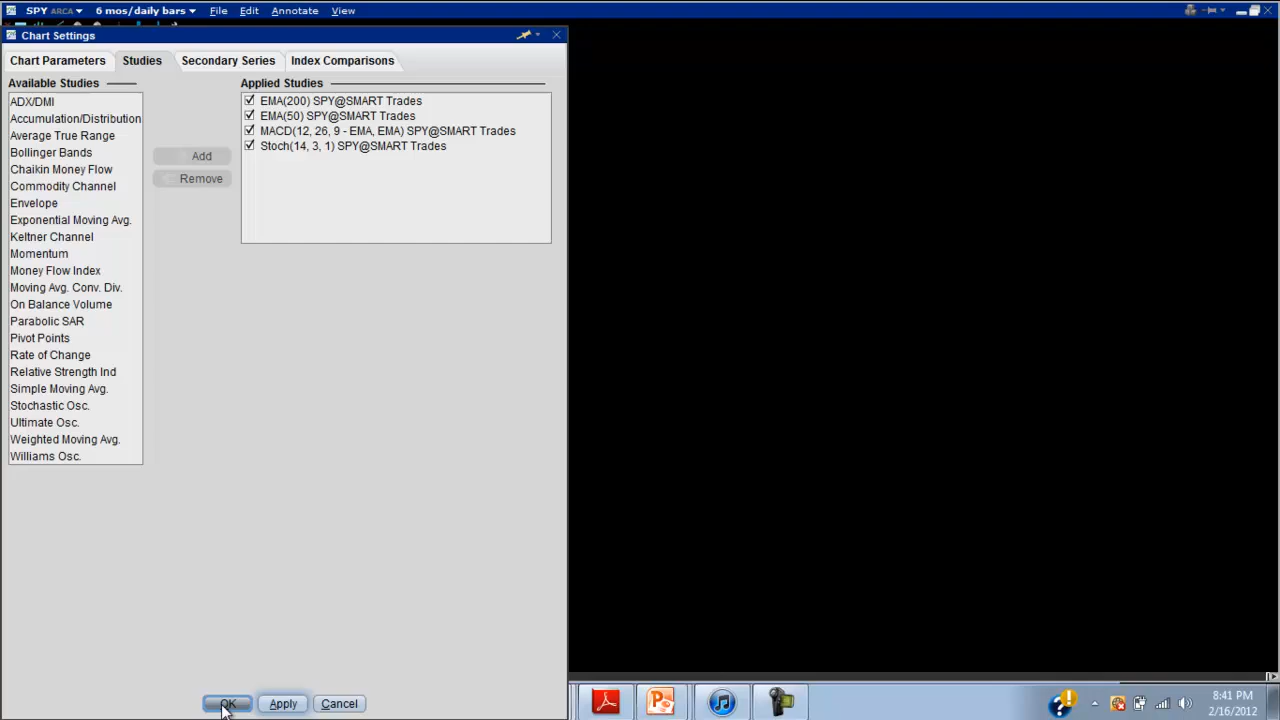 SPY ARCA 6 mos/daily bars File Edit Annotate View
Chart Settings
Chart Parameters Studies Secondary Series Index Comparisons
Available Studies
ADX/DMI
Accumulation/Distribution
Average True Range
Bollinger Bands
Chaikin Money Flow
Commodity Channel
Envelope
Exponential Moving Avg.
Keltner Channel
Momentum
Money Flow Index
Moving Avg. Conv. Div.
On Balance Volume
Parabolic SAR
Pivot Points
Rate of Change
Relative Strength Ind
Simple Moving Avg.
Stochastic Osc.
Ultimate Osc.
Weighted Moving Avg.
Williams Osc.
Add
Remove
Applied Studies
EMA(200) SPY@SMART Trades
EMA(50) SPY@SMART Trades
MACD(12, 26, 9 - EMA, EMA) SPY@SMART Trades
Stoch(14, 3, 1) SPY@SMART Trades
OK Apply Cancel
8:41 PM
2/16/2012